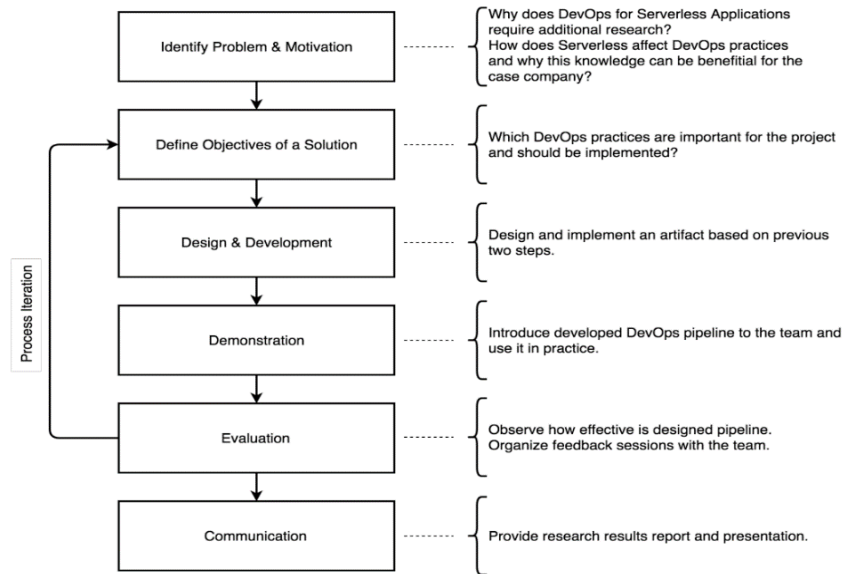 Identify Problem & Motivation
Why does DevOps for Serverless Applications
require additional research?
How does Serverless affect DevOps practices
and why this knowledge can be benefitial for the
case company?
Define Objectives of a Solution
Which DevOps practices are important for the project
and should be implemented?
Design & Development
Design and implement an artifact based on previous
two steps.
Process Iteration
Demonstration
Introduce developed DevOps pipeline to the team and
use it in practice.
Evaluation
Observe how effective is designed pipeline.
Organize feedback sessions with the team.
Communication
Provide research results report and presentation.